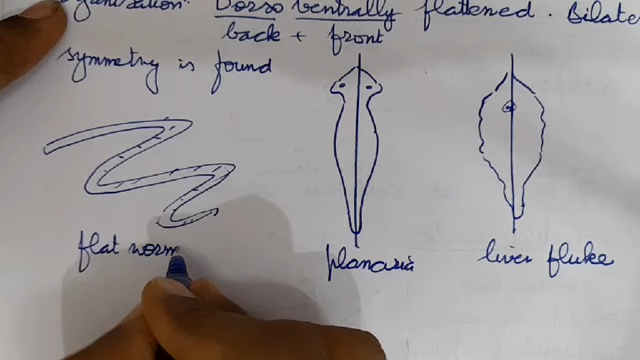 Dorso ventrally flattened. Bilate
back + front
symmetry is found
flat worm
planaria
liver fluke